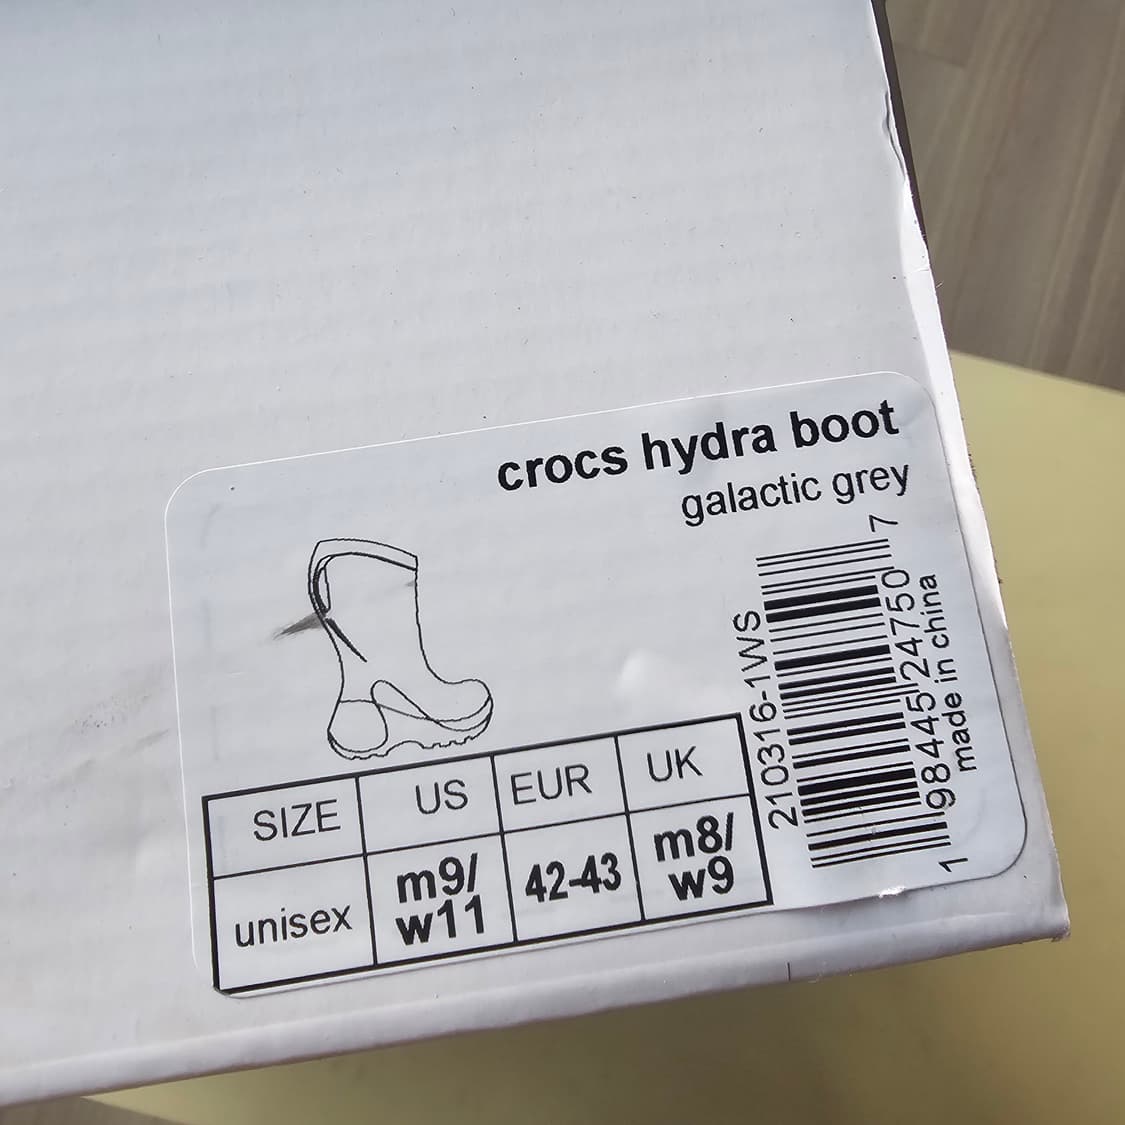 crocs hydra boot
galactic grey
SIZE US EUR UK
unisex m9/ w11 42-43 m8/ w9
210316-1WS
1 98445 24750 7
made in china